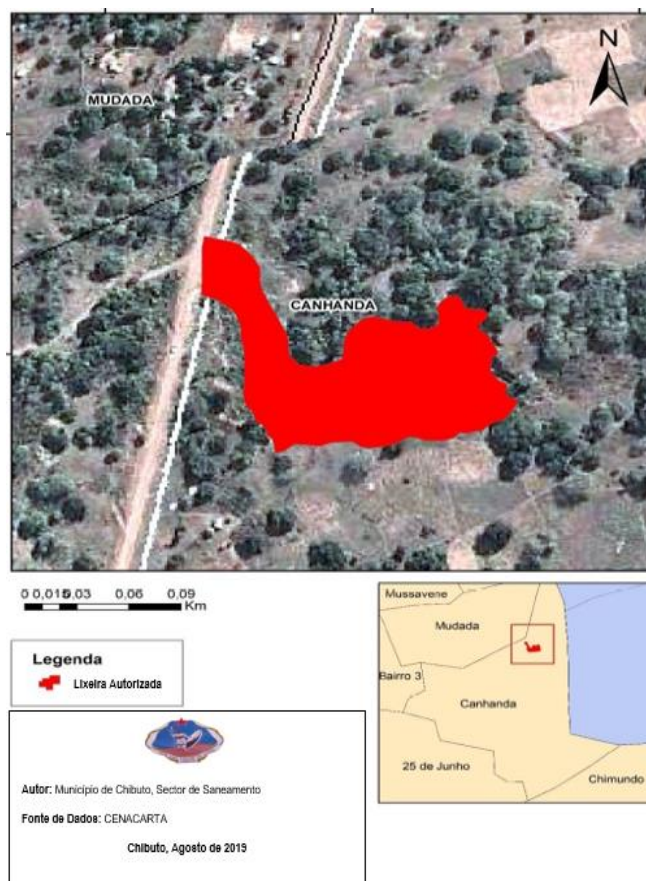 N
MUDADA
CANHANDA
0 0,015 0,03 0,06 0,09
Km
Legenda
Lixeira Autorizada
Autor: Município de Chibuto, Sector de Saneamento
Fonte de Dados: CENACARTA
Chibuto, Agosto de 2019
Mussavene
Mudada
Bairro 3
Canhanda
25 de Junho
Chimundo